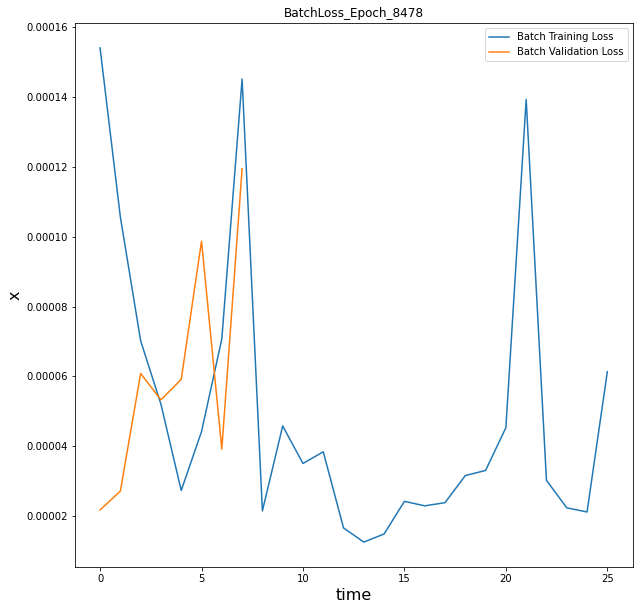 BatchLoss_Epoch_8478
Batch Training Loss
Batch Validation Loss
0.00016
0.00014
0.00012
0.00010
0.00008
0.00006
0.00004
0.00002
x
0 5 10 15 20 25
time